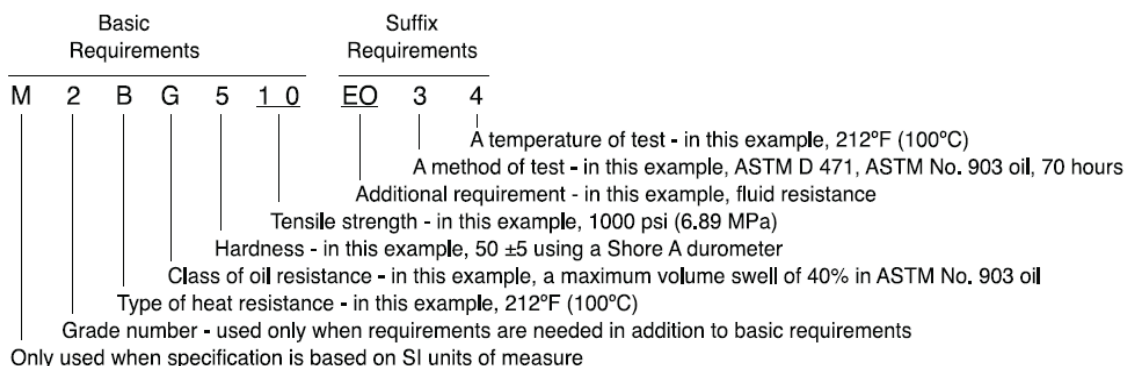 Basic Suffix
Requirements Requirements
M 2 B G 5 1 0 EO 3 4
A temperature of test - in this example, 212ºF (100ºC)
A method of test - in this example, ASTM D 471, ASTM No. 903 oil, 70 hours
Additional requirement - in this example, fluid resistance
Tensile strength - in this example, 1000 psi (6.89 MPa)
Hardness - in this example, 50 ±5 using a Shore A durometer
Class of oil resistance - in this example, a maximum volume swell of 40% in ASTM No. 903 oil
Type of heat resistance - in this example, 212ºF (100ºC)
Grade number - used only when requirements are needed in addition to basic requirements
Only used when specification is based on SI units of measure